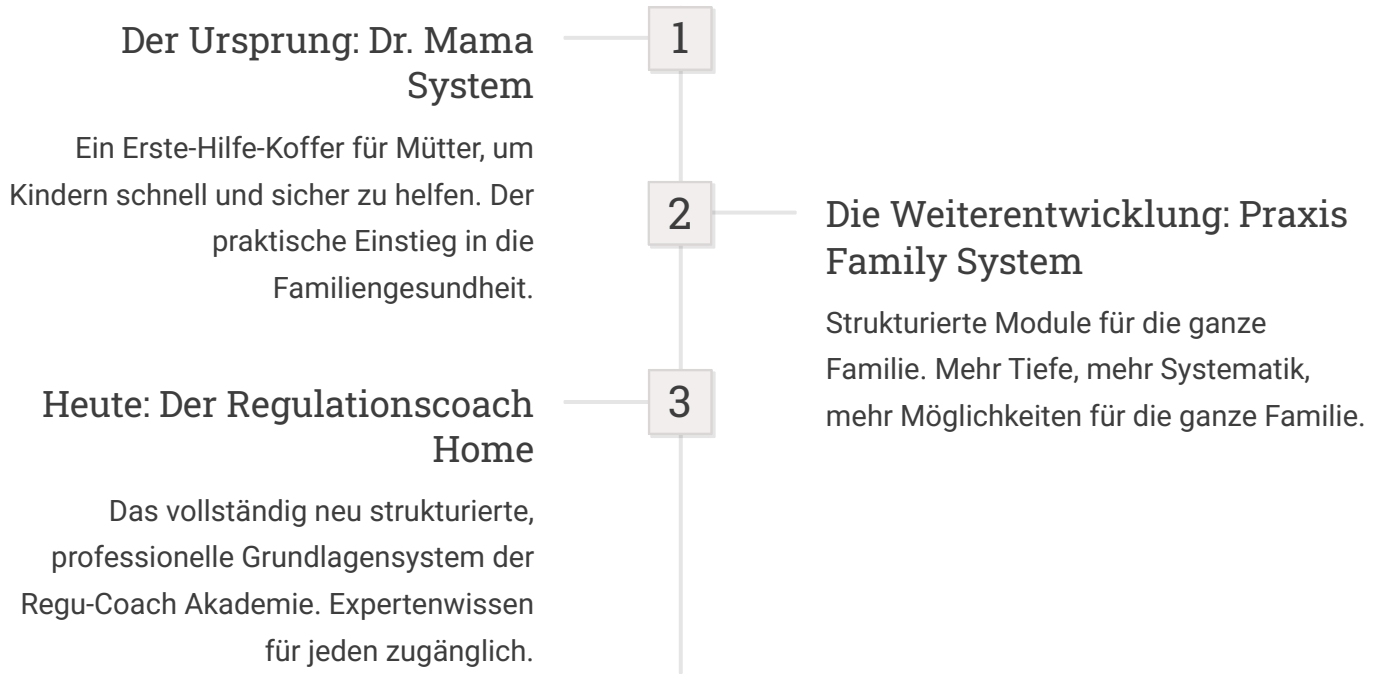 1
Der Ursprung: Dr. Mama
System
Ein Erste-Hilfe-Koffer für Mütter, um
Kindern schnell und sicher zu helfen. Der
praktische Einstieg in die
Familiengesundheit.
2
Die Weiterentwicklung: Praxis
Family System
Strukturierte Module für die ganze
Familie. Mehr Tiefe, mehr Systematik,
mehr Möglichkeiten für die ganze Familie.
3
Heute: Der Regulationscoach
Home
Das vollständig neu strukturierte,
professionelle Grundlagensystem der
Regu-Coach Akademie. Expertenwissen
für jeden zugänglich.